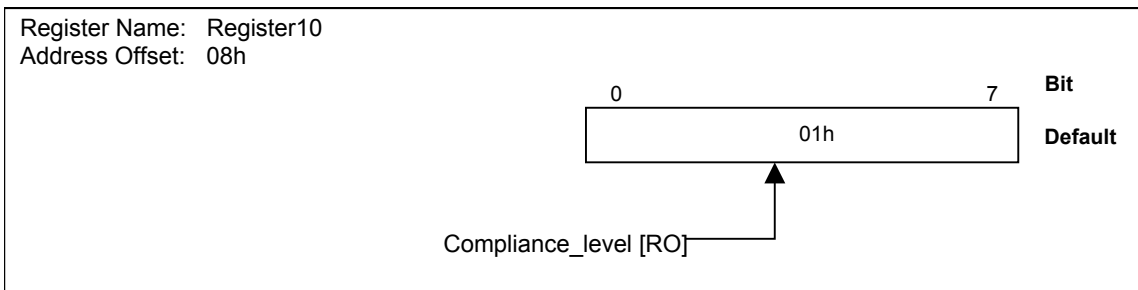 Register Name: Register10
Address Offset: 08h
0 7 Bit
01h Default
Compliance_level [RO]